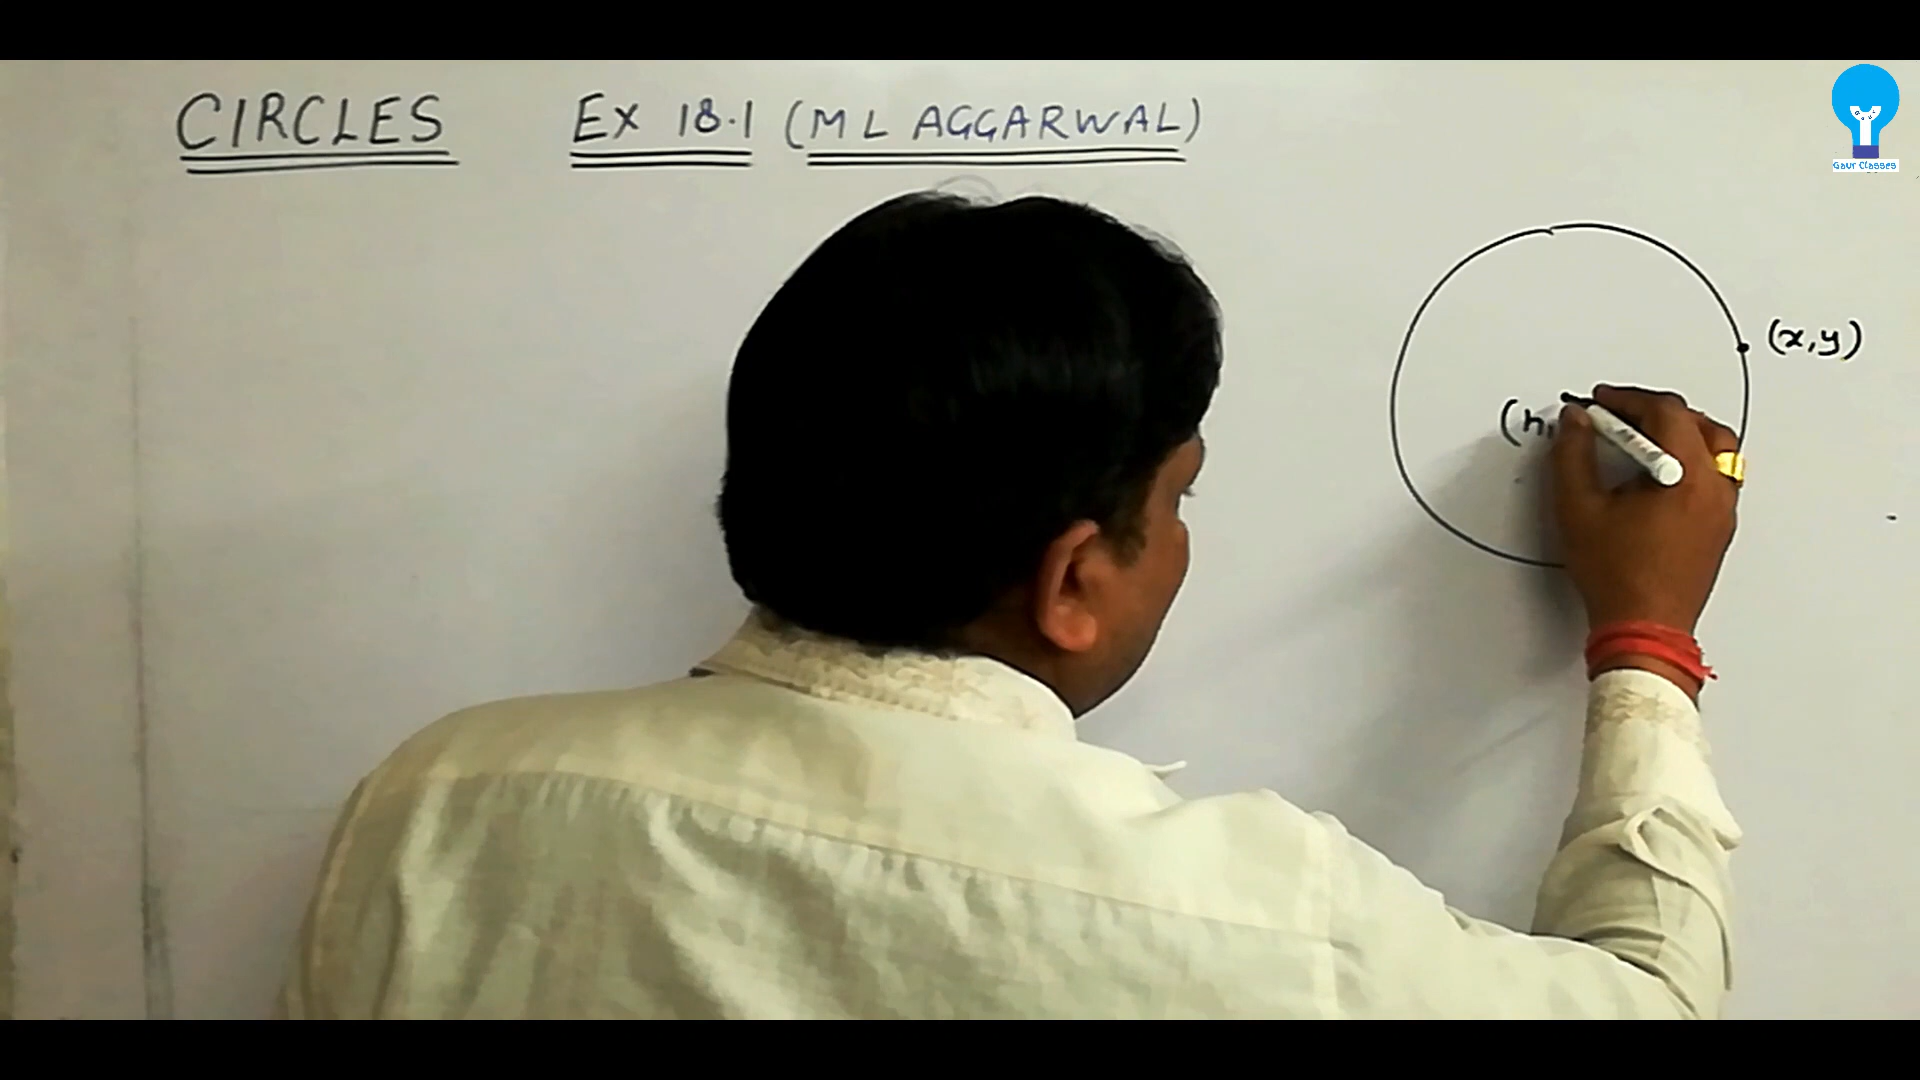 CIRCLES EX 18.1 (ML AGGARWAL)
Gaur Classes
(x,y)
(h,